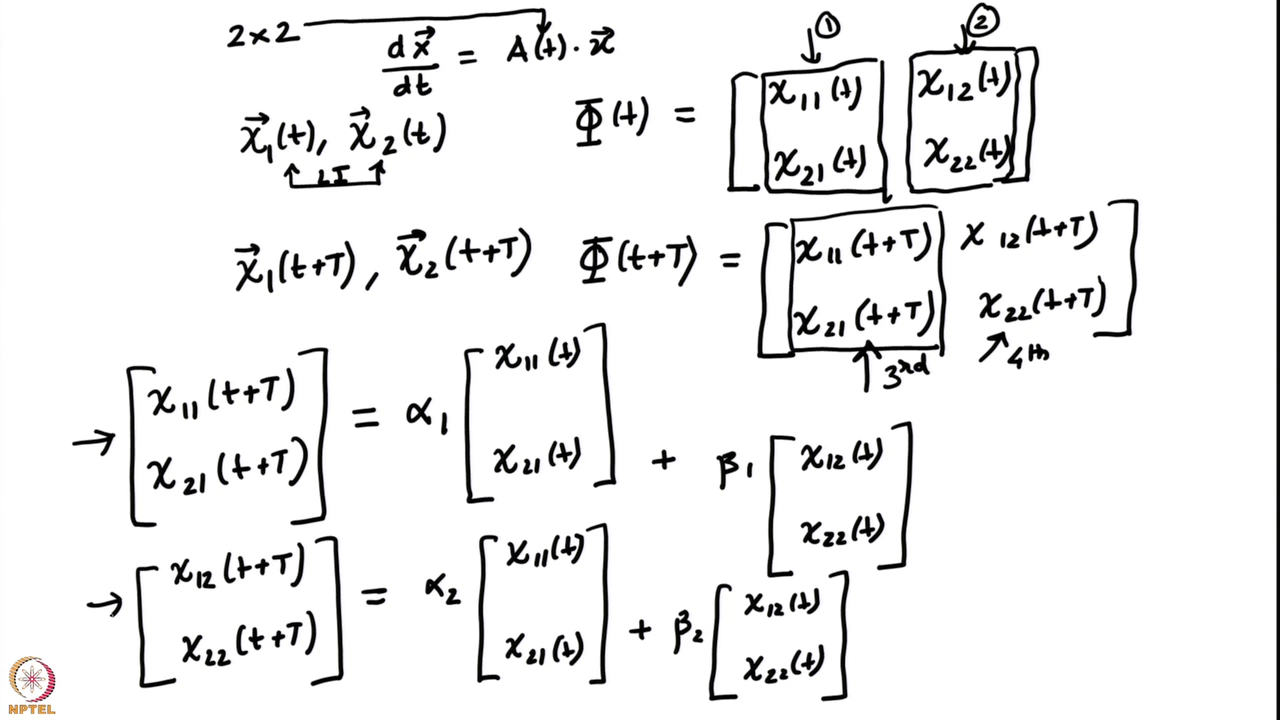 2×2
dx⃗/dt = A(t)·x⃗
x⃗₁(t), x⃗₂(t)
LI
Φ(t) = [x₁₁(t) x₁₂(t)
x₂₁(t) x₂₂(t)]
① ②
x⃗₁(t+T), x⃗₂(t+T)
Φ(t+T) = [x₁₁(t+T) x₁₂(t+T)
x₂₁(t+T) x₂₂(t+T)]
3rd 4th
→ [x₁₁(t+T)
x₂₁(t+T)] = α₁ [x₁₁(t)
x₂₁(t)] + β₁ [x₁₂(t)
x₂₂(t)]
→ [x₁₂(t+T)
x₂₂(t+T)] = α₂ [x₁₁(t)
x₂₁(t)] + β₂ [x₁₂(t)
x₂₂(t)]
NPTEL